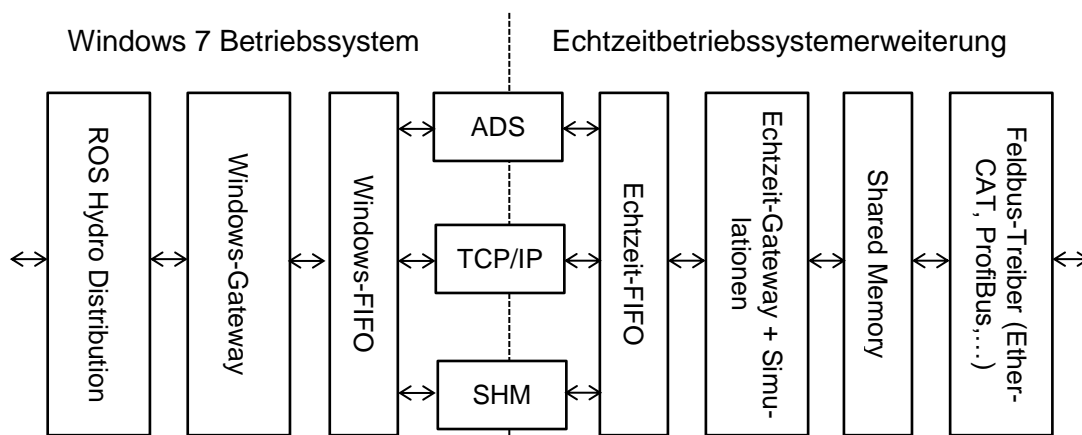 Windows 7 Betriebssystem
Echtzeitbetriebssystemerweiterung
ROS Hydro Distribution
Windows-Gateway
Windows-FIFO
ADS
TCP/IP
SHM
Echtzeit-FIFO
Echtzeit-Gateway + Simu-
lationen
Shared Memory
Feldbus-Treiber (Ether-
CAT, ProfiBus,…)